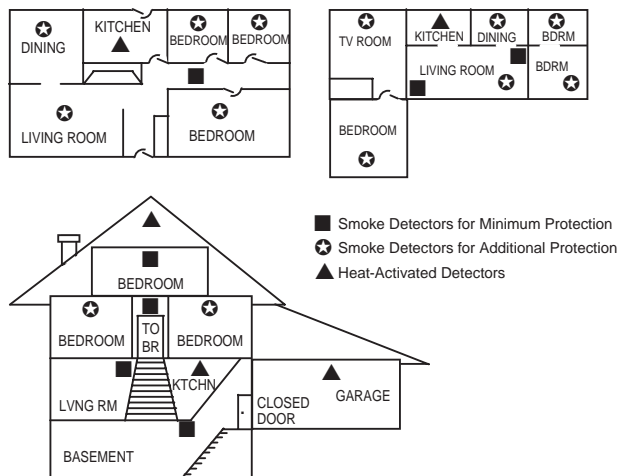 DINING
KITCHEN
BEDROOM
BEDROOM
LIVING ROOM
BEDROOM
TV ROOM
KITCHEN
DINING
BDRM
LIVING ROOM
BDRM
BEDROOM
Smoke Detectors for Minimum Protection
Smoke Detectors for Additional Protection
Heat-Activated Detectors
BEDROOM
BEDROOM
TO
BR
BEDROOM
LVNG RM
KTCHN
CLOSED
DOOR
GARAGE
BASEMENT